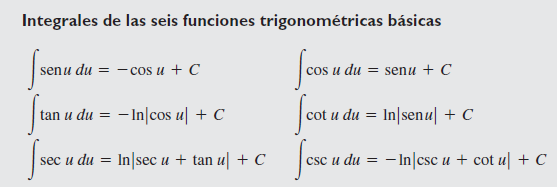 Integrales de las seis funciones trigonométricas básicas
∫ senu du = −cos u + C
∫ cos u du = senu + C
∫ tan u du = −ln|cos u| + C
∫ cot u du = ln|senu| + C
∫ sec u du = ln|sec u + tan u| + C
∫ csc u du = −ln|csc u + cot u| + C